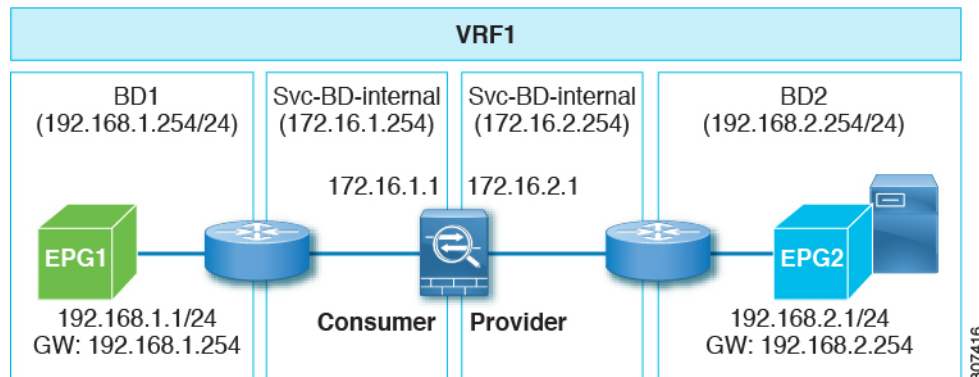 VRF1
BD1
(192.168.1.254/24)
Svc-BD-internal
(172.16.1.254)
Svc-BD-internal
(172.16.2.254)
BD2
(192.168.2.254/24)
172.16.1.1
172.16.2.1
EPG1
EPG2
192.168.1.1/24
GW: 192.168.1.254
Consumer
Provider
192.168.2.1/24
GW: 192.168.2.254
307416